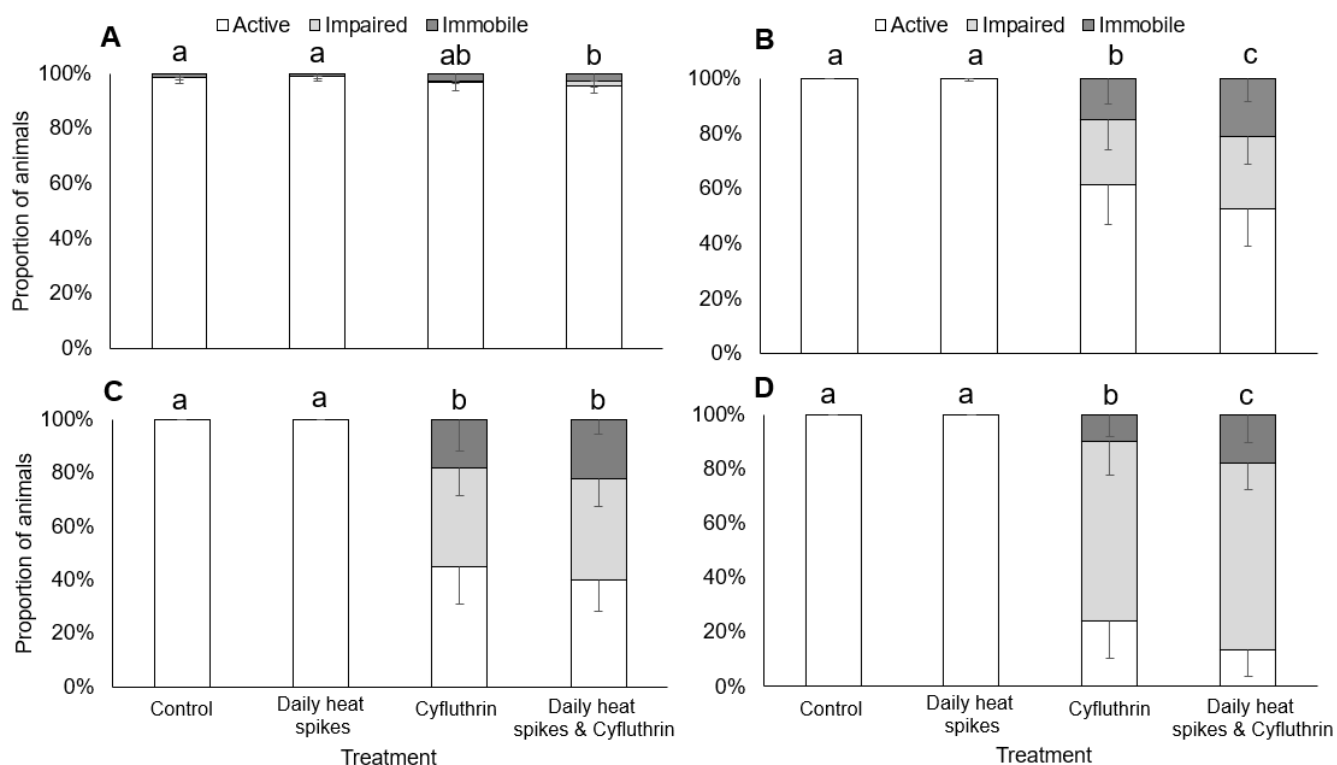 Active Impaired Immobile
A
a a ab b
100%
80%
60%
40%
20%
0%
Proportion of animals
Active Impaired Immobile
B
a a b c
100%
80%
60%
40%
20%
0%
C
a a b b
100%
80%
60%
40%
20%
0%
Proportion of animals
Control Daily heat Cyfluthrin Daily heat
spikes spikes & Cyfluthrin
Treatment
D
a a b c
100%
80%
60%
40%
20%
0%
Control Daily heat Cyfluthrin Daily heat
spikes spikes & Cyfluthrin
Treatment